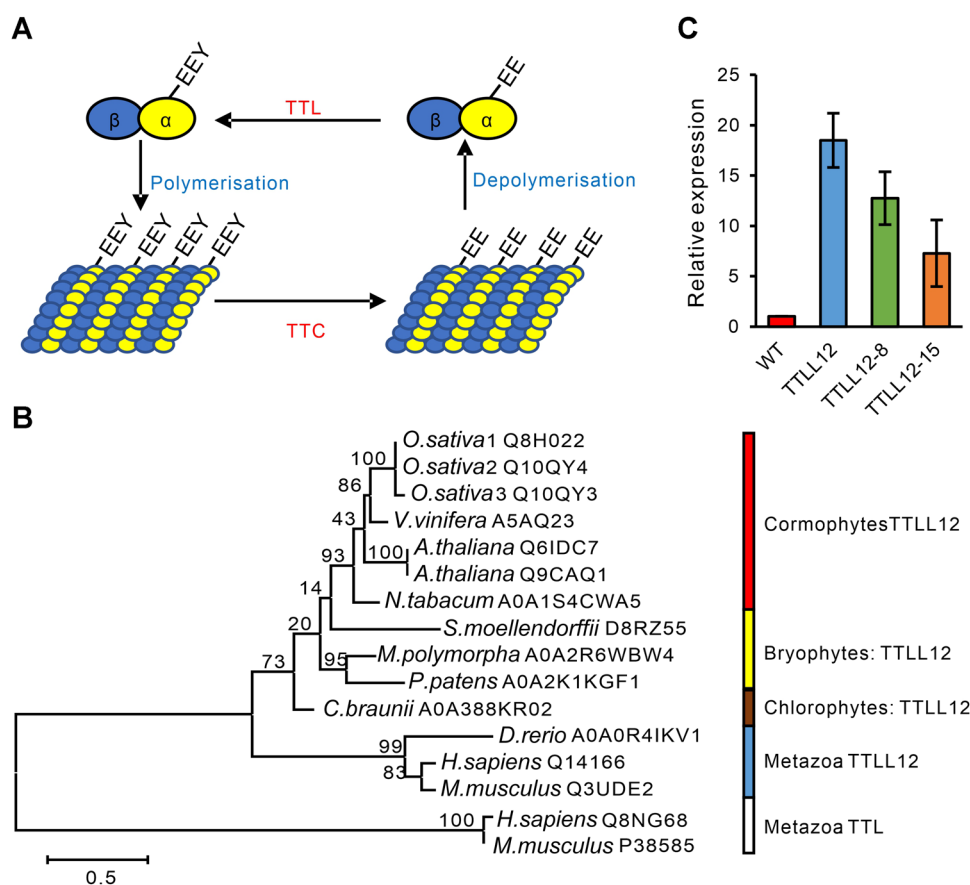 A
EEY
EE
β
α
TTL
β
α
Polymerisation
Depolymerisation
EEY
EEY
EEY
EEY
EE
EE
EE
EE
TTC
C
Relative expression
25
20
15
10
5
0
WT
TTLL12
TTLL12-8
TTLL12-15
B
O.sativa1 Q8H022
O.sativa2 Q10QY4
O.sativa3 Q10QY3
V.vinifera A5AQ23
A.thaliana Q6IDC7
A.thaliana Q9CAQ1
N.tabacum A0A1S4CWA5
S.moellendorffii D8RZ55
M.polymorpha A0A2R6WBW4
P.patens A0A2K1KGF1
C.braunii A0A388KR02
D.rerio A0A0R4IKV1
H.sapiens Q14166
M.musculus Q3UDE2
H.sapiens Q8NG68
M.musculus P38585
100
86
43
100
93
14
20
95
73
99
83
100
0.5
CormophytesTTLL12
Bryophytes: TTLL12
Chlorophytes: TTLL12
Metazoa TTLL12
Metazoa TTL